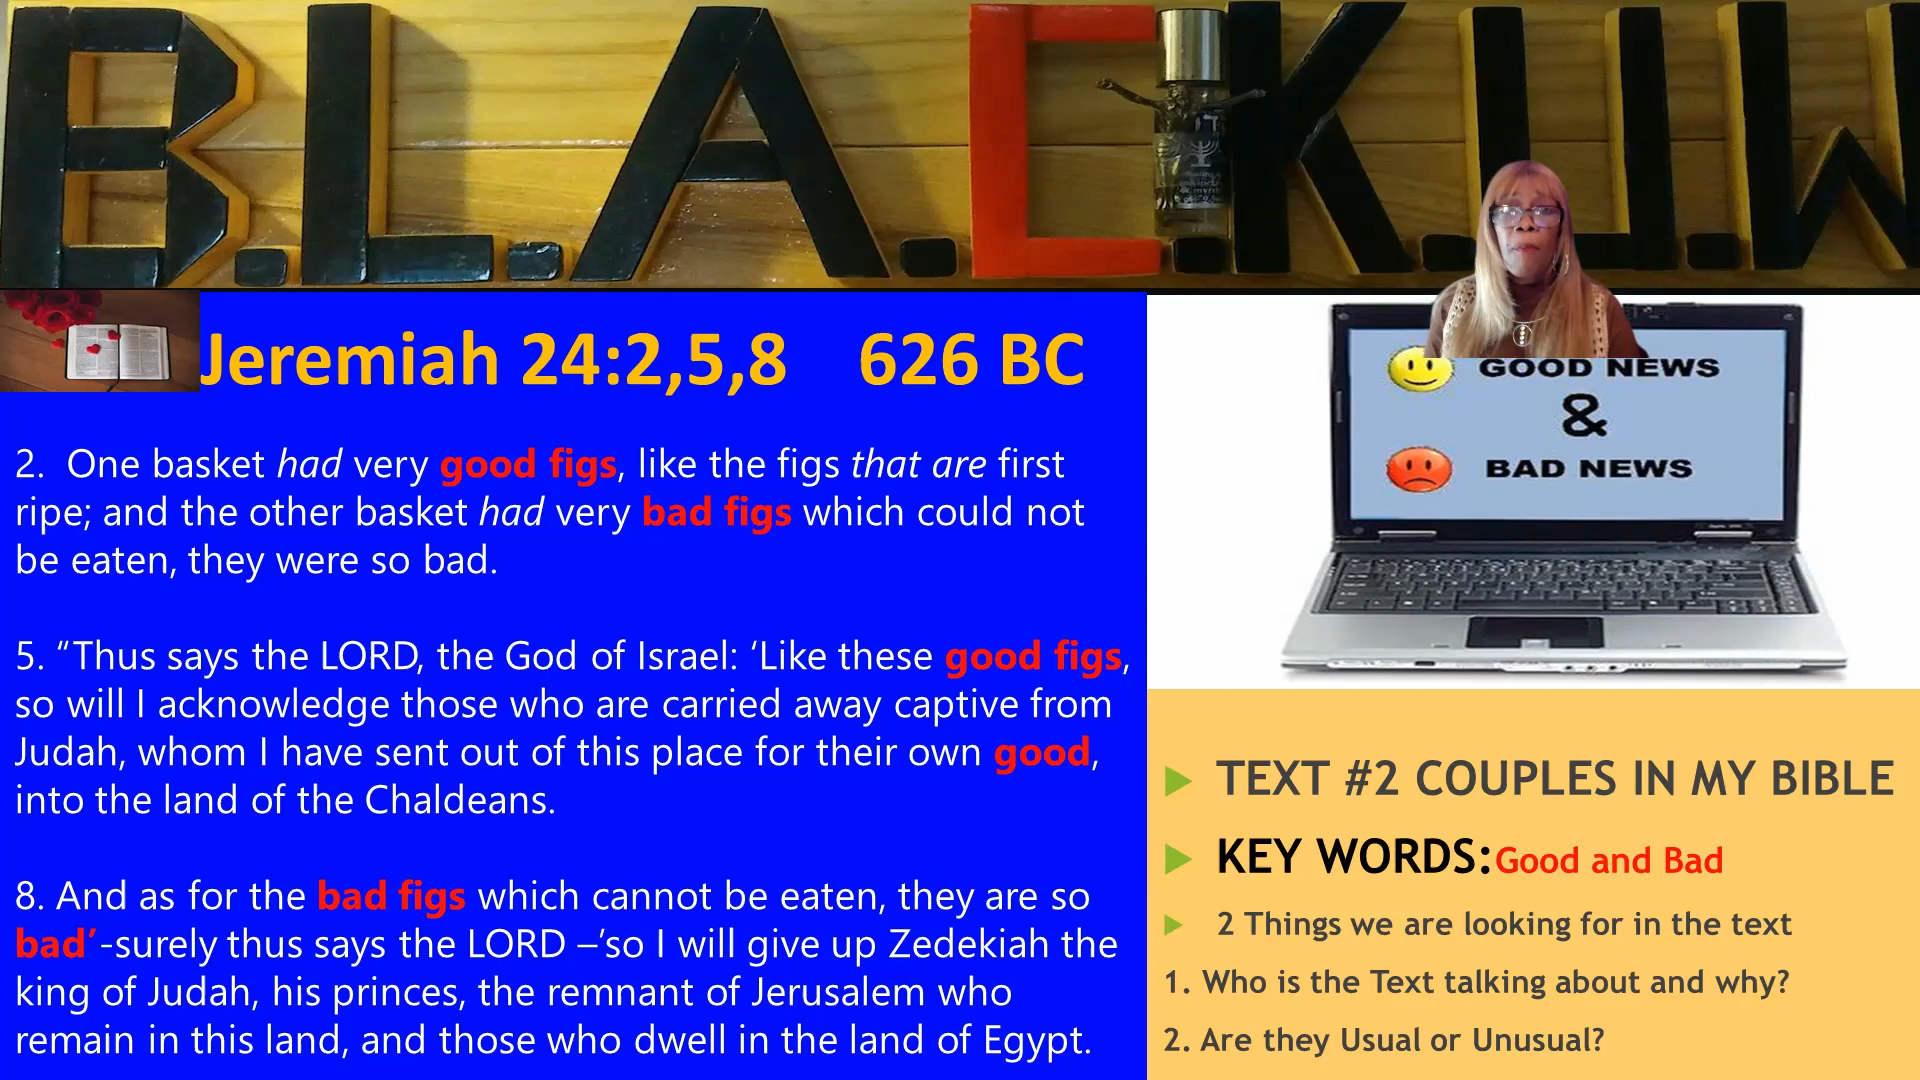 B.L.A.C.K.U.W
Jeremiah 24:2,5,8 626 BC
2. One basket had very good figs, like the figs that are first
ripe; and the other basket had very bad figs which could not
be eaten, they were so bad.
5. “Thus says the LORD, the God of Israel: ‘Like these good figs,
so will I acknowledge those who are carried away captive from
Judah, whom I have sent out of this place for their own good,
into the land of the Chaldeans.
8. And as for the bad figs which cannot be eaten, they are so
bad’-surely thus says the LORD –’so I will give up Zedekiah the
king of Judah, his princes, the remnant of Jerusalem who
remain in this land, and those who dwell in the land of Egypt.
GOOD NEWS
&
BAD NEWS
TEXT #2 COUPLES IN MY BIBLE
KEY WORDS:Good and Bad
2 Things we are looking for in the text
1. Who is the Text talking about and why?
2. Are they Usual or Unusual?